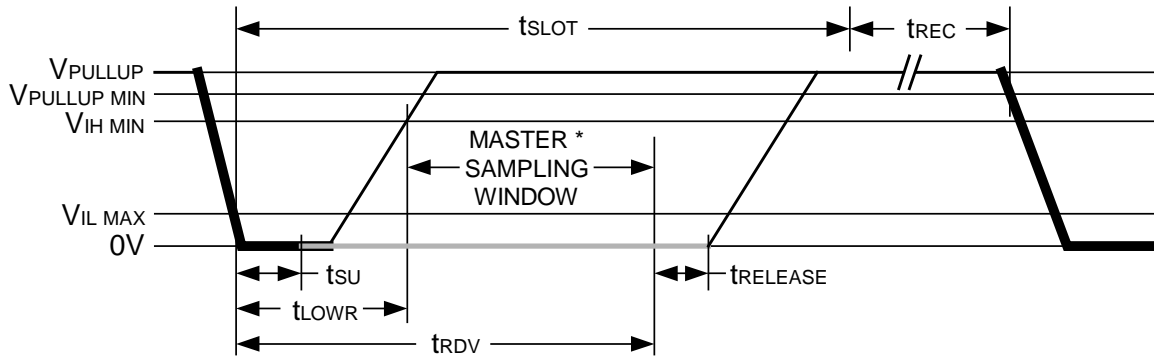 tSLOT
tREC
VPULLUP
VPULLUP MIN
VIH MIN
MASTER *
SAMPLING
WINDOW
VIL MAX
0V
tSU
tRELEASE
tLOWR
tRDV